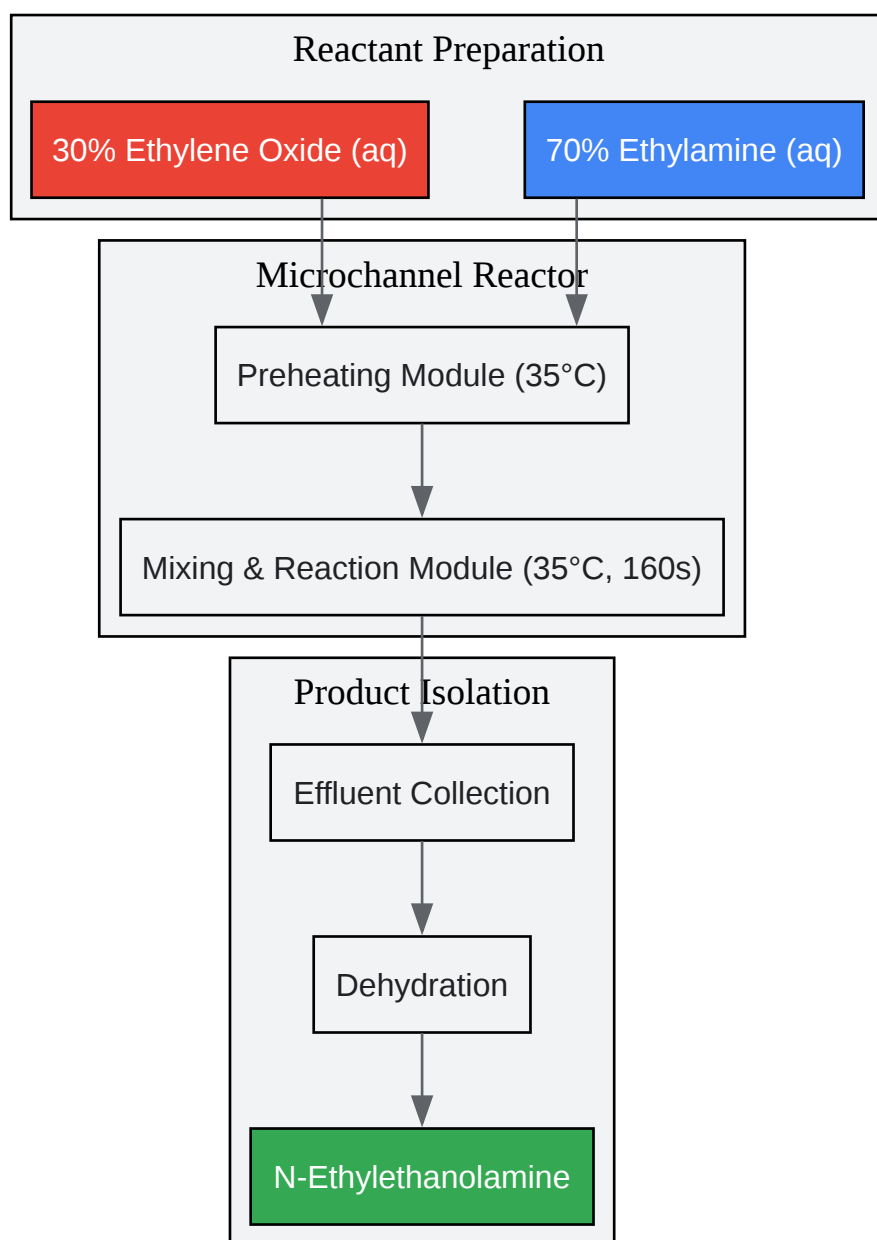 Reactant Preparation
30% Ethylene Oxide (aq)
70% Ethylamine (aq)
Microchannel Reactor
Preheating Module (35°C)
Mixing & Reaction Module (35°C, 160s)
Product Isolation
Effluent Collection
Dehydration
N-Ethylethanolamine